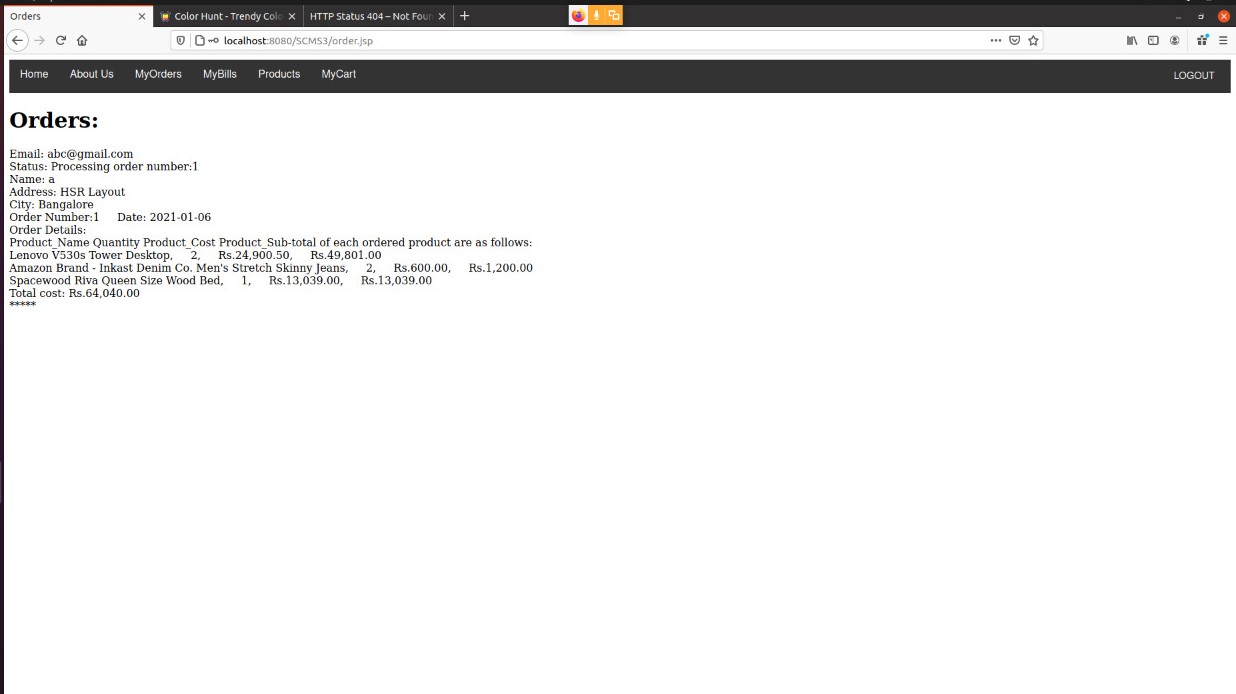 Orders
Color Hunt - Trendy Colo
HTTP Status 404 – Not Foun
localhost:8080/SCMS3/order.jsp
Home About Us MyOrders MyBills Products MyCart LOGOUT
Orders:
Email: abc@gmail.com
Status: Processing order number:1
Name: a
Address: HSR Layout
City: Bangalore
Order Number:1 Date: 2021-01-06
Order Details:
Product_Name Quantity Product_Cost Product_Sub-total of each ordered product are as follows:
Lenovo V530s Tower Desktop, 2, Rs.24,900.50, Rs.49,801.00
Amazon Brand - Inkast Denim Co. Men's Stretch Skinny Jeans, 2, Rs.600.00, Rs.1,200.00
Spacewood Riva Queen Size Wood Bed, 1, Rs.13,039.00, Rs.13,039.00
Total cost: Rs.64,040.00
*****